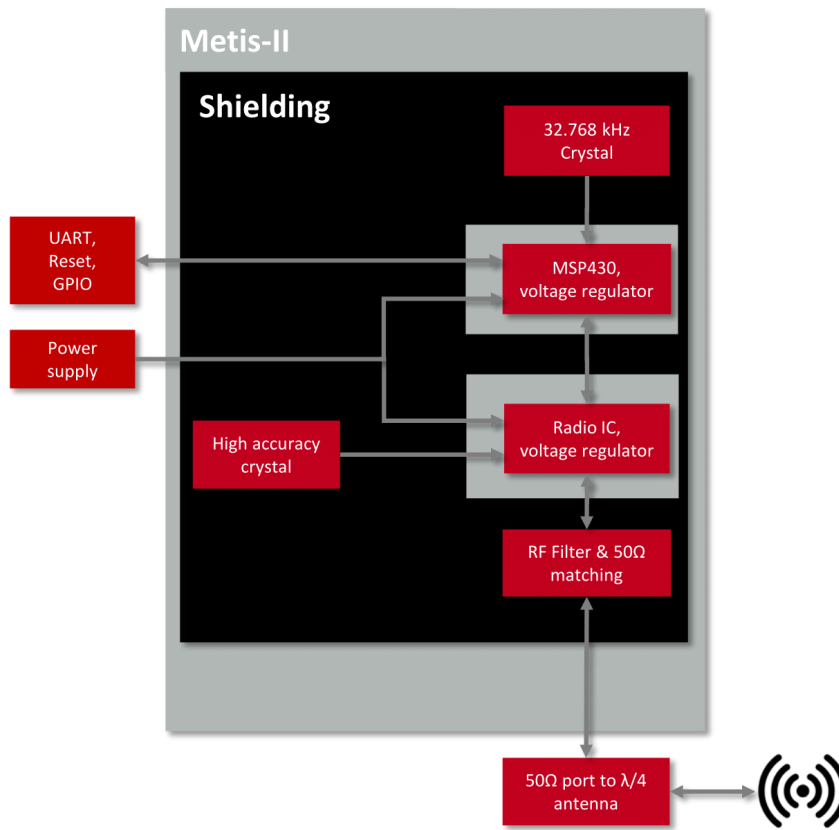 Metis-II
Shielding
32.768 kHz
Crystal
UART,
Reset,
GPIO
MSP430,
voltage regulator
Power
supply
High accuracy
crystal
Radio IC,
voltage regulator
RF Filter & 50Ω
matching
50Ω port to λ/4
antenna